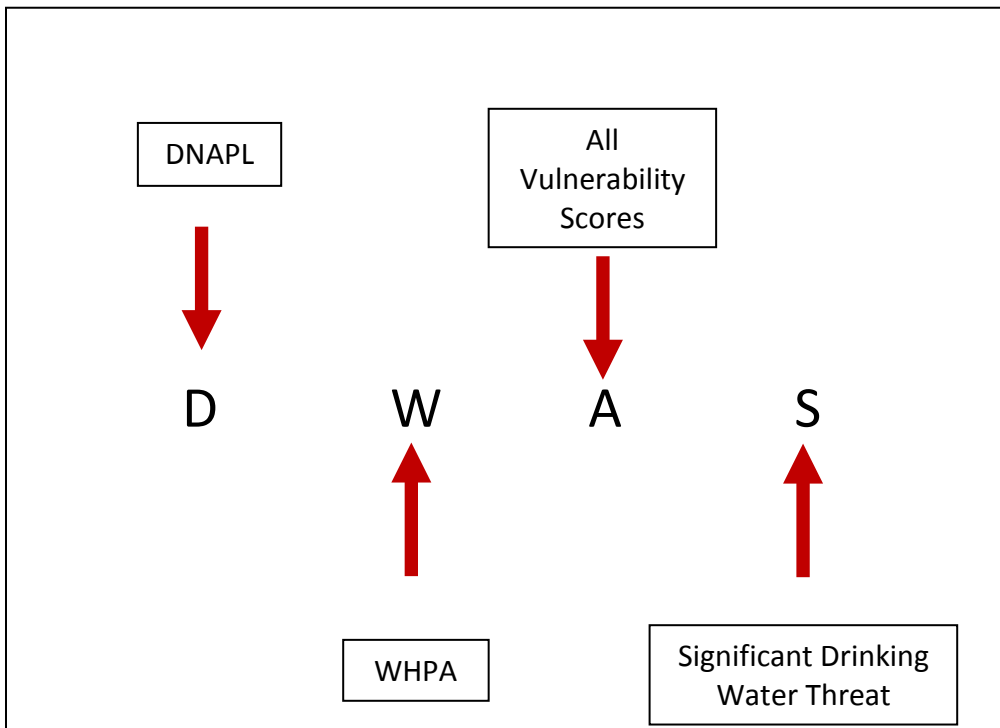 DNAPL
All
Vulnerability
Scores
D W A S
WHPA
Significant Drinking
Water Threat